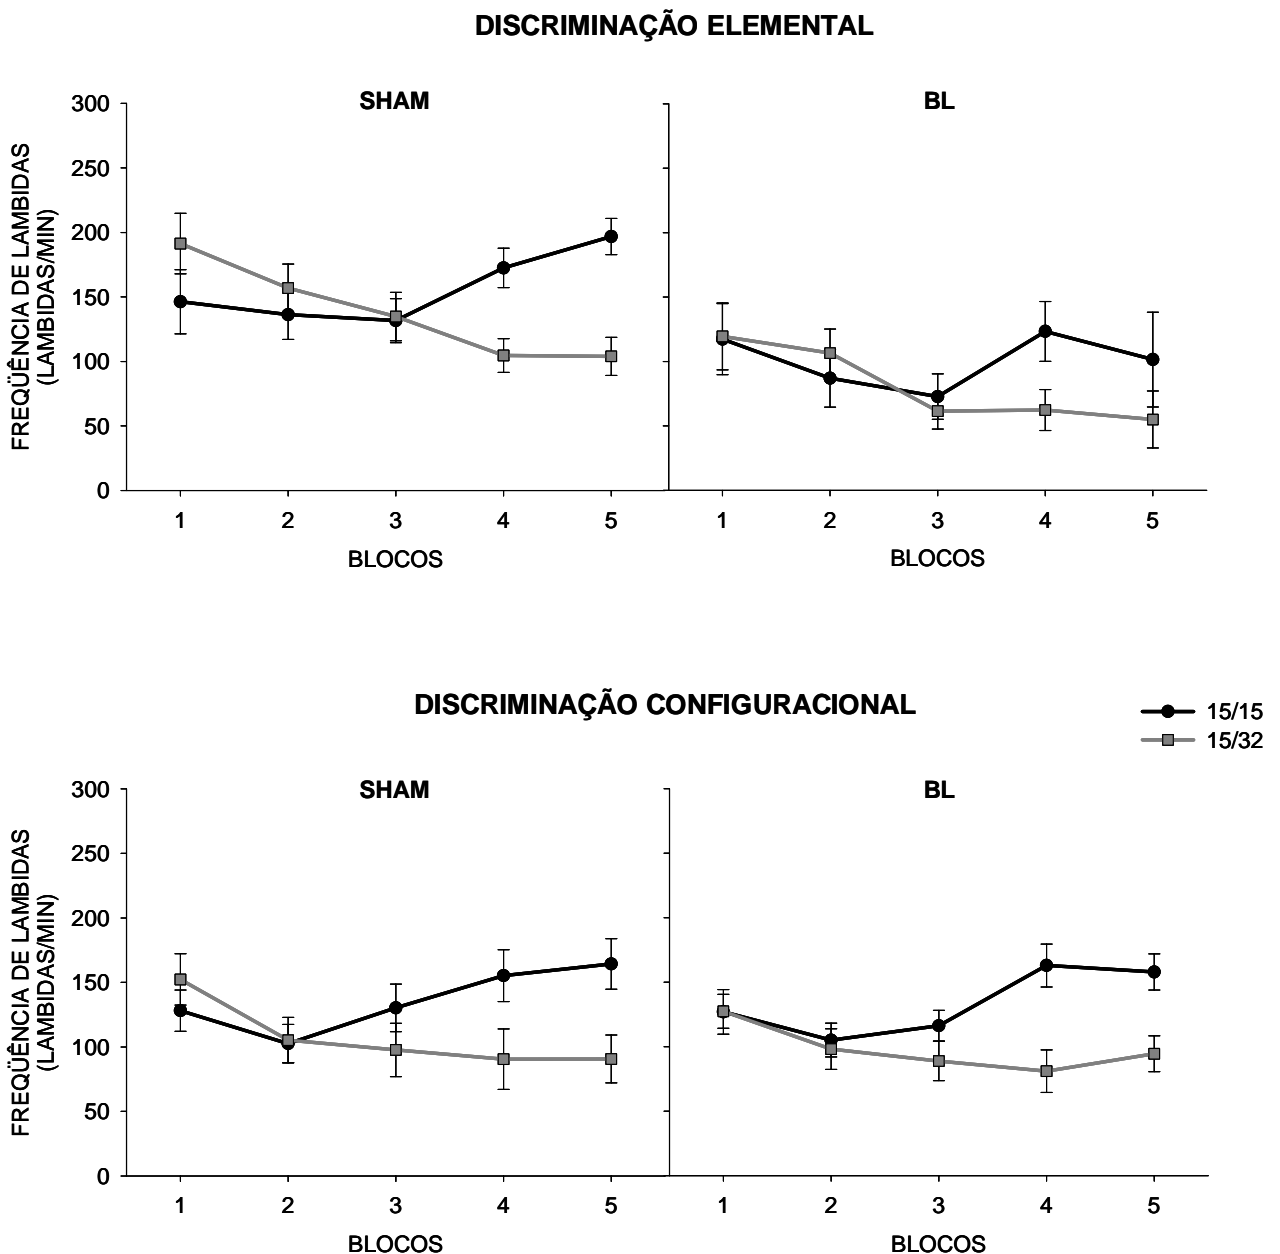 DISCRIMINAÇÃO ELEMENTAL
SHAM
BL
FREQÜÊNCIA DE LAMBIDAS
(LAMBIDAS/MIN)
300
250
200
150
100
50
0
1 2 3 4 5
1 2 3 4 5
BLOCOS
BLOCOS
DISCRIMINAÇÃO CONFIGURACIONAL
15/15
15/32
SHAM
BL
FREQÜÊNCIA DE LAMBIDAS
(LAMBIDAS/MIN)
300
250
200
150
100
50
0
1 2 3 4 5
1 2 3 4 5
BLOCOS
BLOCOS